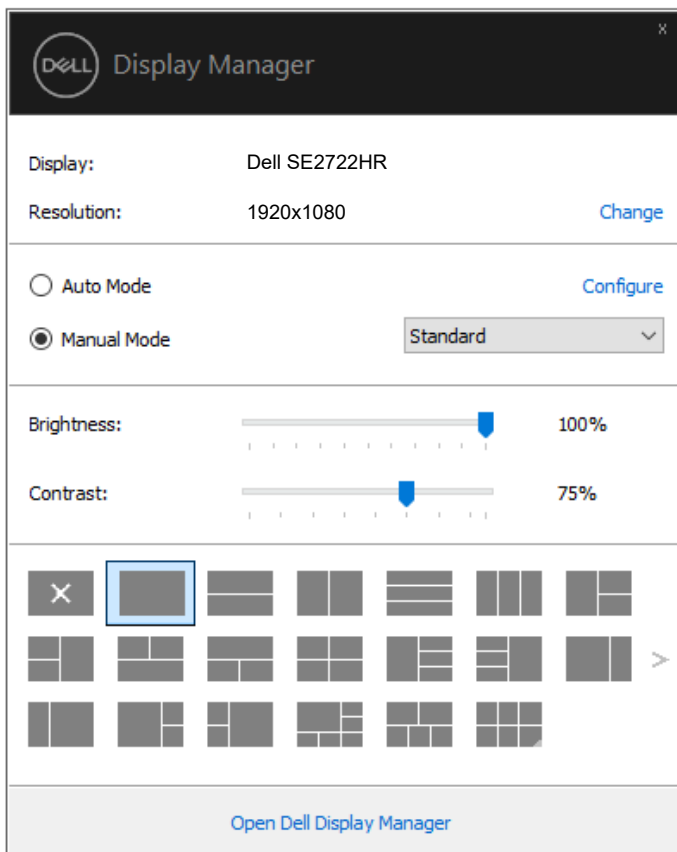 x
DELL Display Manager
Display: Dell SE2722HR
Resolution: 1920x1080 Change
Auto Mode Configure
Manual Mode Standard
Brightness: 100%
Contrast: 75%
>
Open Dell Display Manager